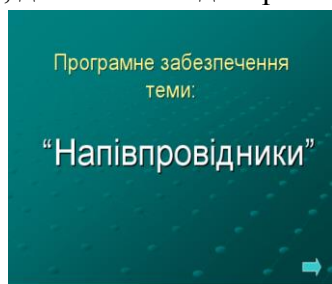 Програмне забезпечення
теми:
“Напівпровідники”